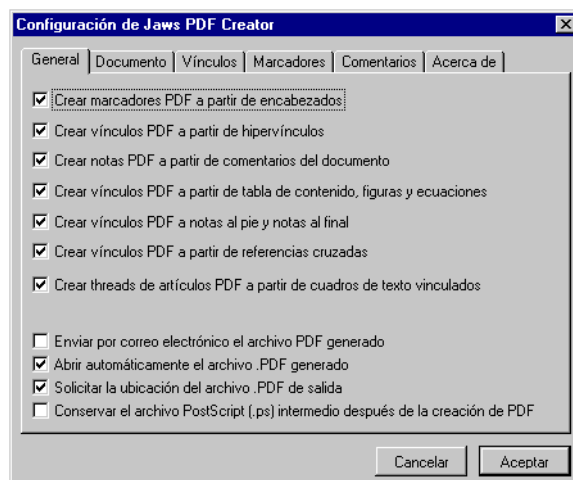 Configuración de Jaws PDF Creator
General Documento Vínculos Marcadores Comentarios Acerca de
Crear marcadores PDF a partir de encabezados
Crear vínculos PDF a partir de hipervínculos
Crear notas PDF a partir de comentarios del documento
Crear vínculos PDF a partir de tabla de contenido, figuras y ecuaciones
Crear vínculos PDF a notas al pie y notas al final
Crear vínculos PDF a partir de referencias cruzadas
Crear threads de artículos PDF a partir de cuadros de texto vinculados
Enviar por correo electrónico el archivo PDF generado
Abrir automáticamente el archivo .PDF generado
Solicitar la ubicación del archivo .PDF de salida
Conservar el archivo PostScript (.ps) intermedio después de la creación de PDF
Cancelar Aceptar